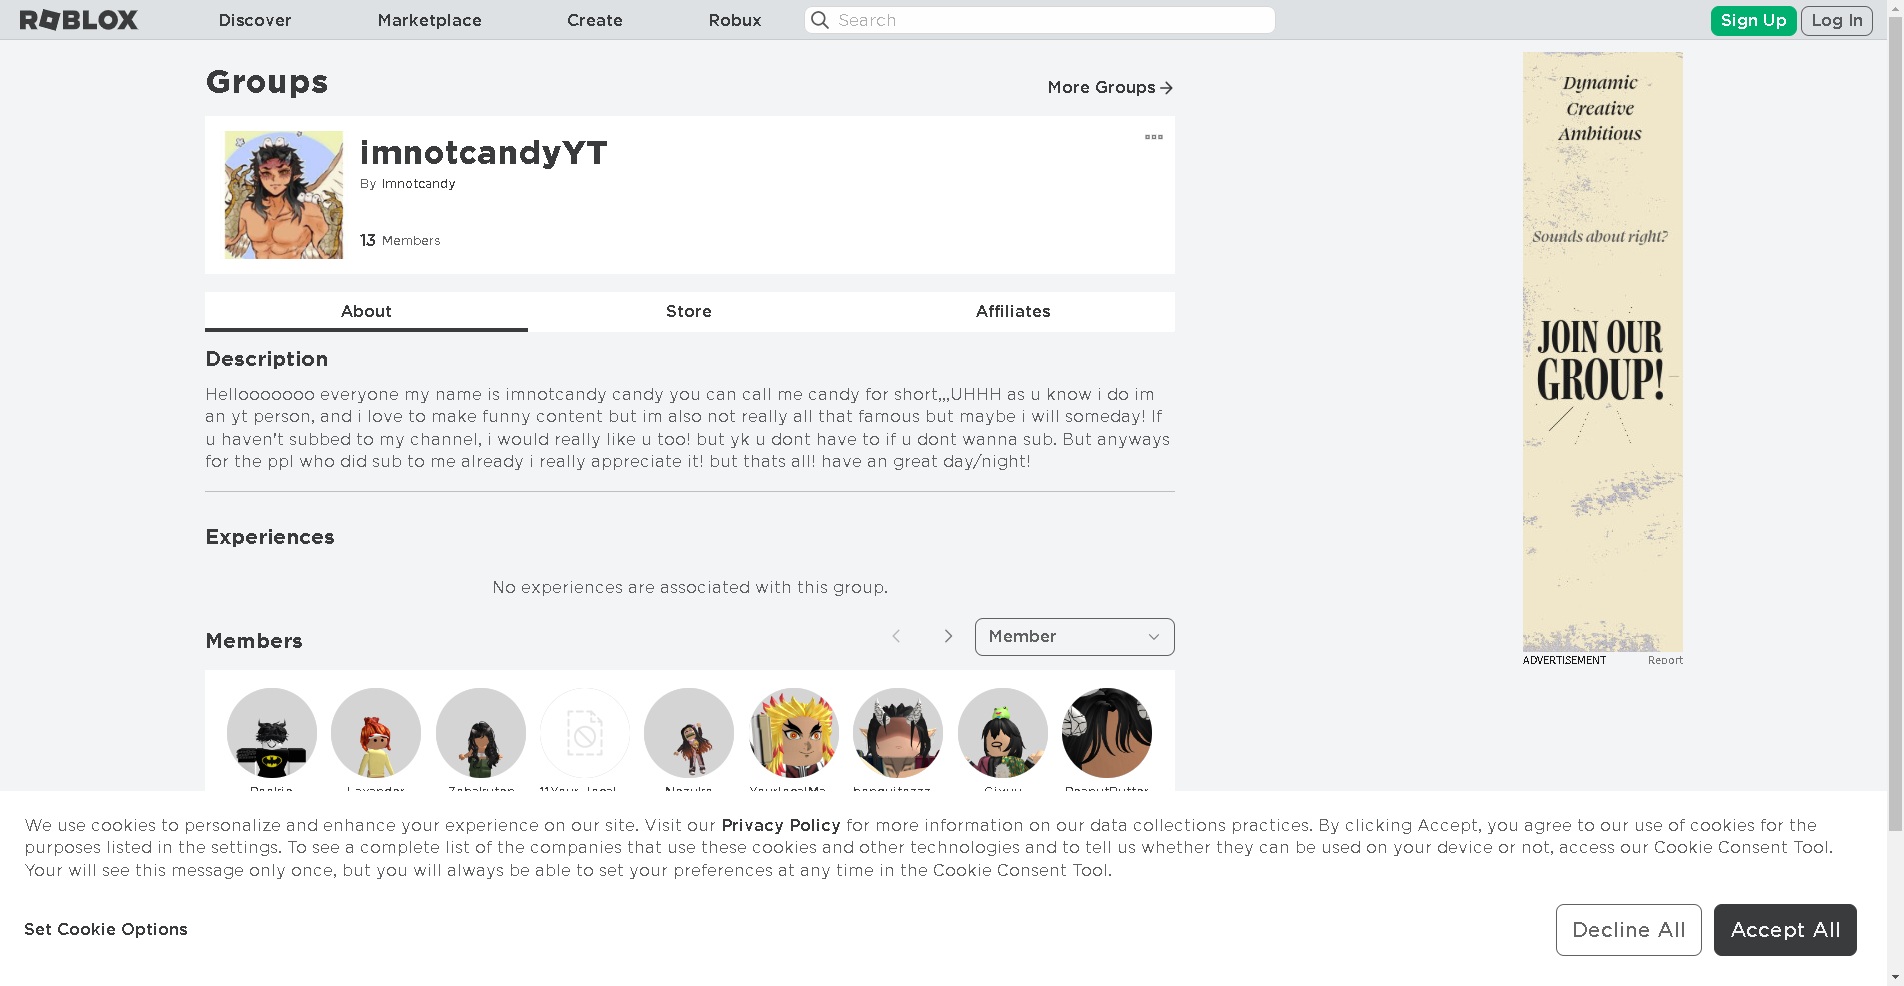 ROBLOX Discover Marketplace Create Robux Search Sign Up Log In
Groups
More Groups
imnotcandyYT
By Imnotcandy
13 Members
About Store Affiliates
Description
Hellooooooo everyone my name is imnotcandy candy you can call me candy for short,,,UHHH as u know i do im
an yt person, and i love to make funny content but im also not really all that famous but maybe i will someday! If
u haven't subbed to my channel, i would really like u too! but yk u dont have to if u dont wanna sub. But anyways
for the ppl who did sub to me already i really appreciate it! but thats all! have an great day/night!
Experiences
No experiences are associated with this group.
Members
Member
Dynamic
Creative
Ambitious
Sounds about right?
JOIN OUR
GROUP!
ADVERTISEMENT Report
We use cookies to personalize and enhance your experience on our site. Visit our Privacy Policy for more information on our data collections practices. By clicking Accept, you agree to our use of cookies for the
purposes listed in the settings. To see a complete list of the companies that use these cookies and other technologies and to tell us whether they can be used on your device or not, access our Cookie Consent Tool.
Your will see this message only once, but you will always be able to set your preferences at any time in the Cookie Consent Tool.
Set Cookie Options
Decline All
Accept All